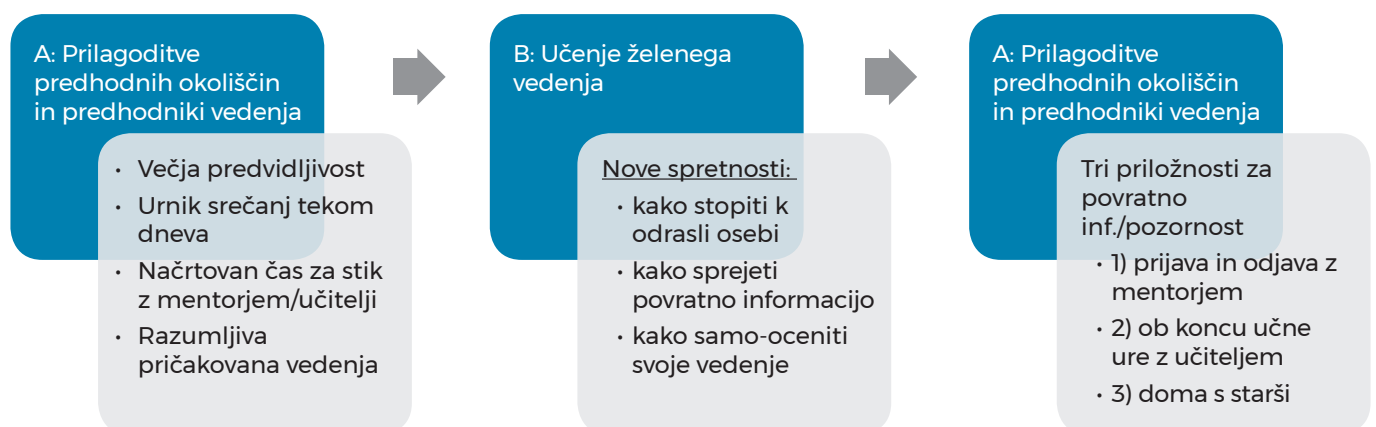 A: Prilagoditve
predhodnih okoliščin
in predhodniki vedenja
• Večja predvidljivost
• Urnik srečanj tekom
dneva
• Načrtovan čas za stik
z mentorjem/učitelji
• Razumljiva
pričakovana vedenja
B: Učenje želenega
vedenja
Nove spretnosti:
• kako stopiti k
odrasli osebi
• kako sprejeti
povratno informacijo
• kako samo-oceniti
svoje vedenje
A: Prilagoditve
predhodnih okoliščin
in predhodniki vedenja
Tri priložnosti za
povratno
inf./pozornost
• 1) prijava in odjava z
mentorjem
• 2) ob koncu učne
ure z učiteljem
• 3) doma s starši